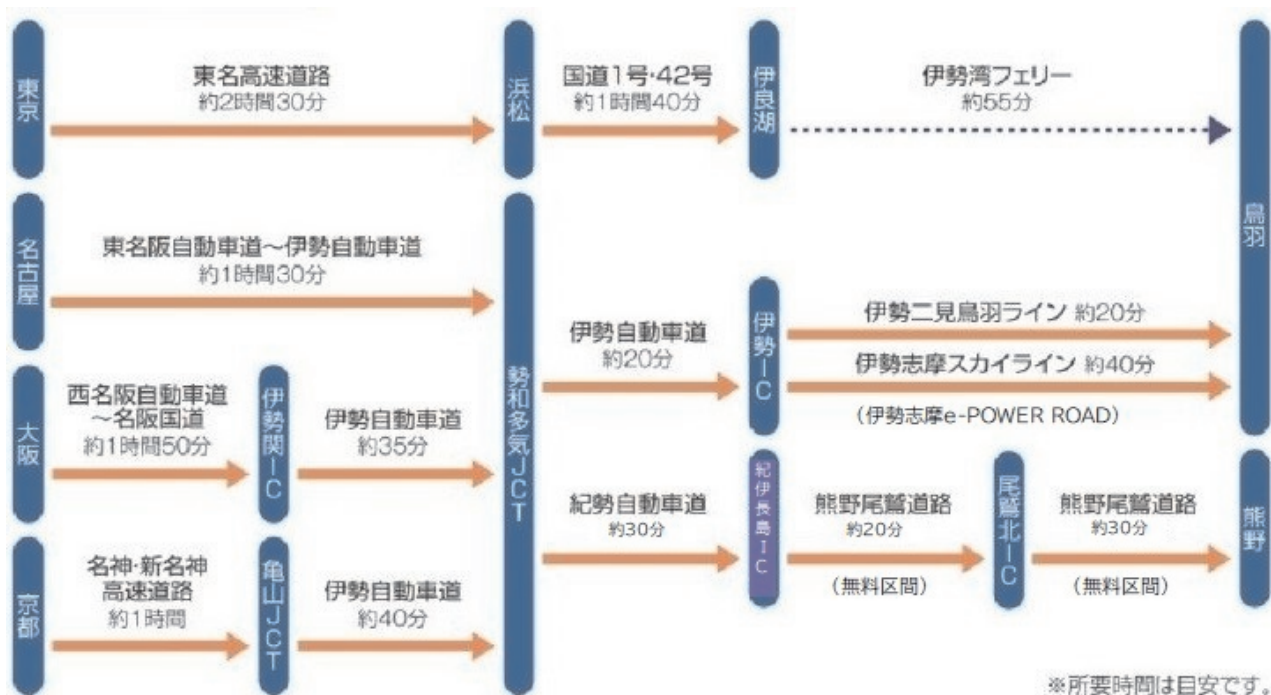 東京
東名高速道路
約2時間30分
浜松
国道1号・42号
約1時間40分
伊良湖
伊勢湾フェリー
約55分
鳥羽
名古屋
東名阪自動車道～伊勢自動車道
約1時間30分
勢和多気JCT
伊勢自動車道
約20分
伊勢IC
伊勢二見鳥羽ライン 約20分
伊勢志摩スカイライン 約40分
(伊勢志摩e-POWER ROAD)
大阪
西名阪自動車道
～名阪国道
約1時間50分
伊勢関IC
伊勢自動車道
約35分
紀勢自動車道
約30分
紀伊長島IC
熊野尾鷲道路
約20分
(無料区間)
尾鷲北IC
熊野尾鷲道路
約30分
(無料区間)
熊野
京都
名神・新名神
高速道路
約1時間
亀山JCT
伊勢自動車道
約40分
※所要時間は目安です。